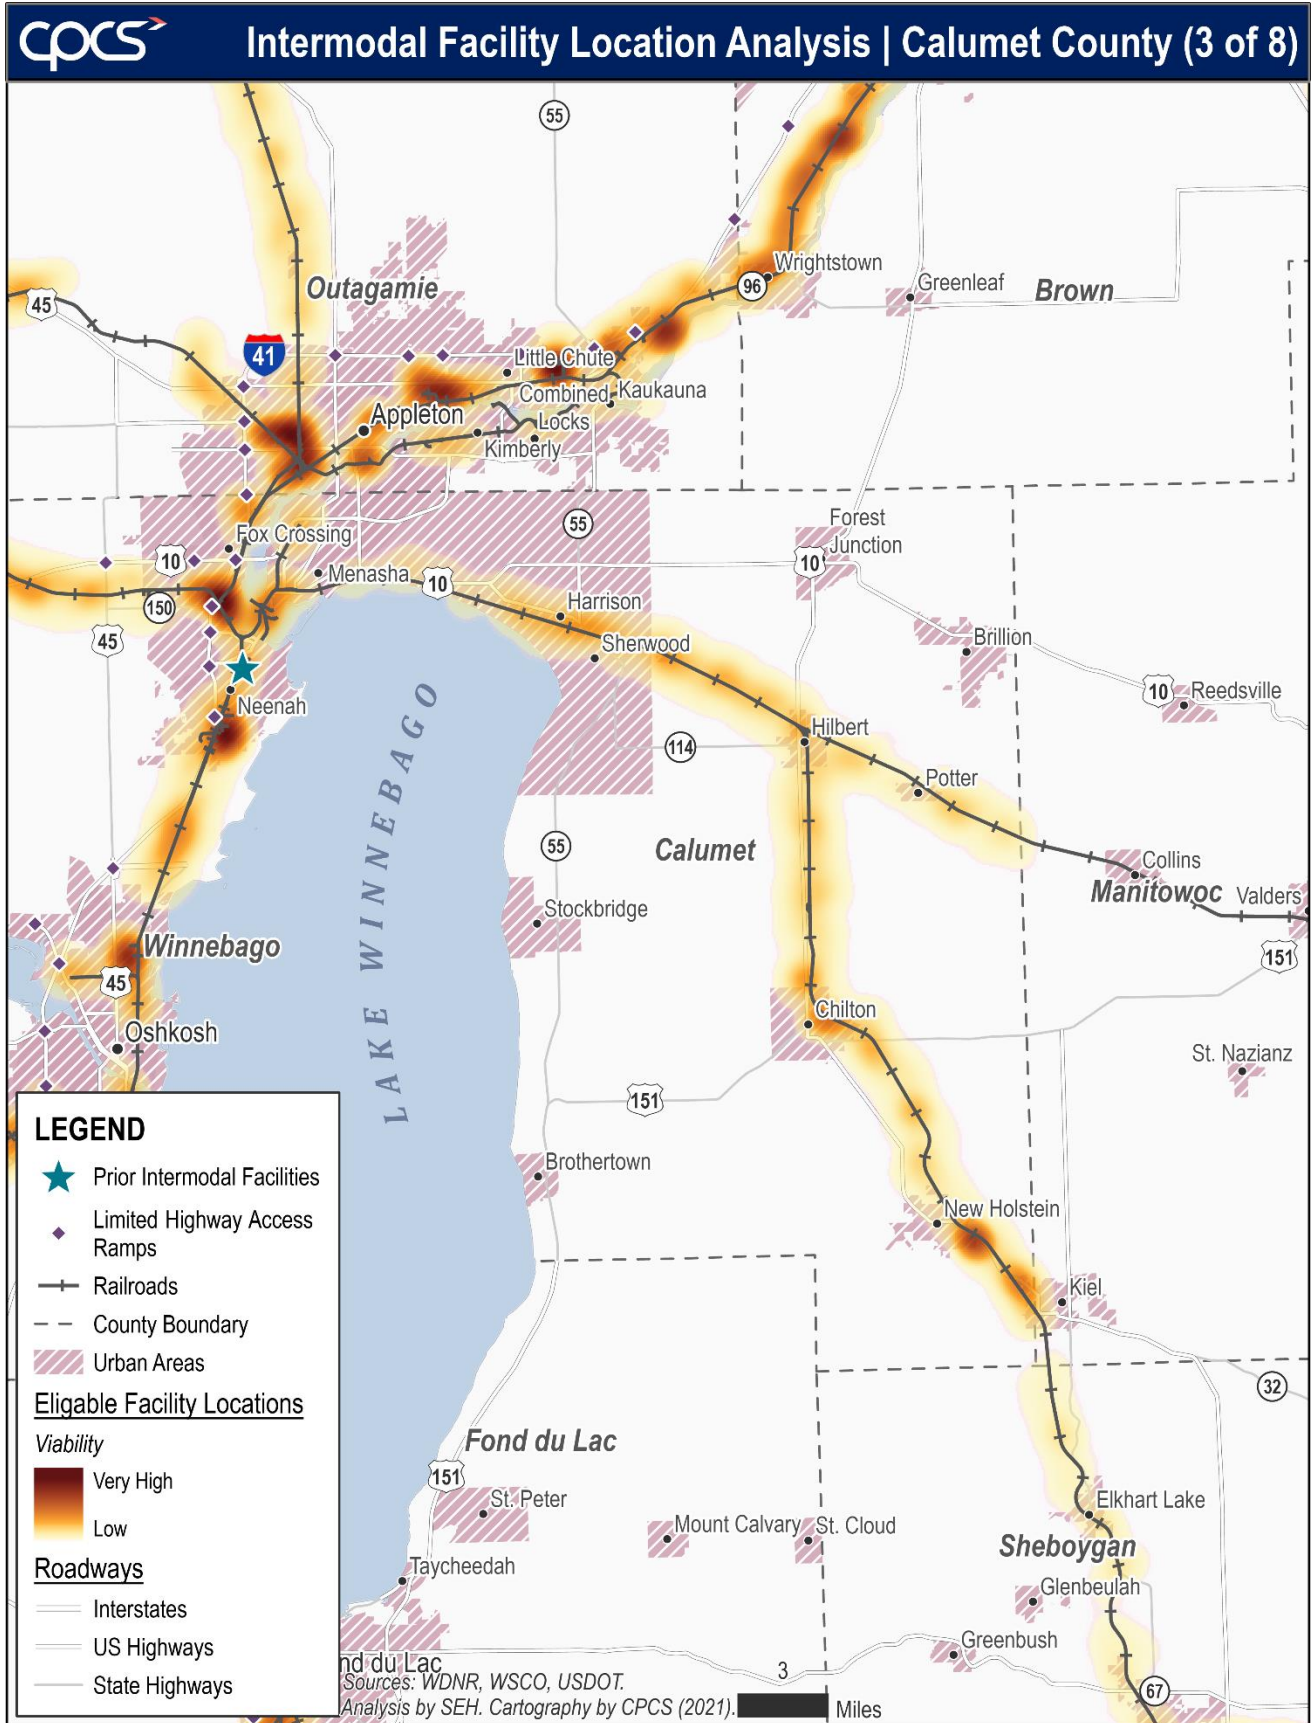 CPCS
Intermodal Facility Location Analysis | Calumet County (3 of 8)
55
Wrightstown
96
Greenleaf
Brown
Outagamie
45
41
Little Chute
Combined
Locks
Kaukauna
Appleton
Kimberly
55
Forest
Junction
Fox Crossing
10
10
Menasha
10
150
Harrison
45
Sherwood
Brillion
Neenah
10
Reedsville
LAKE WINNEBAGO
Hilbert
114
Potter
55
Calumet
Collins
Manitowoc
Valders
Stockbridge
Winnebago
151
45
Chilton
Oshkosh
St. Nazianz
151
Brothertown
New Holstein
Kiel
32
Fond du Lac
151
St. Peter
Elkhart Lake
Mount Calvary
St. Cloud
Sheboygan
Taycheedah
Glenbeulah
Greenbush
67
LEGEND
Prior Intermodal Facilities
Limited Highway Access
Ramps
Railroads
County Boundary
Urban Areas
Eligable Facility Locations
Viability
Very High
Low
Roadways
Interstates
US Highways
State Highways
nd du Lac
Sources: WDNR, WSCO, USDOT.
Analysis by SEH. Cartography by CPCS (2021).
3
Miles